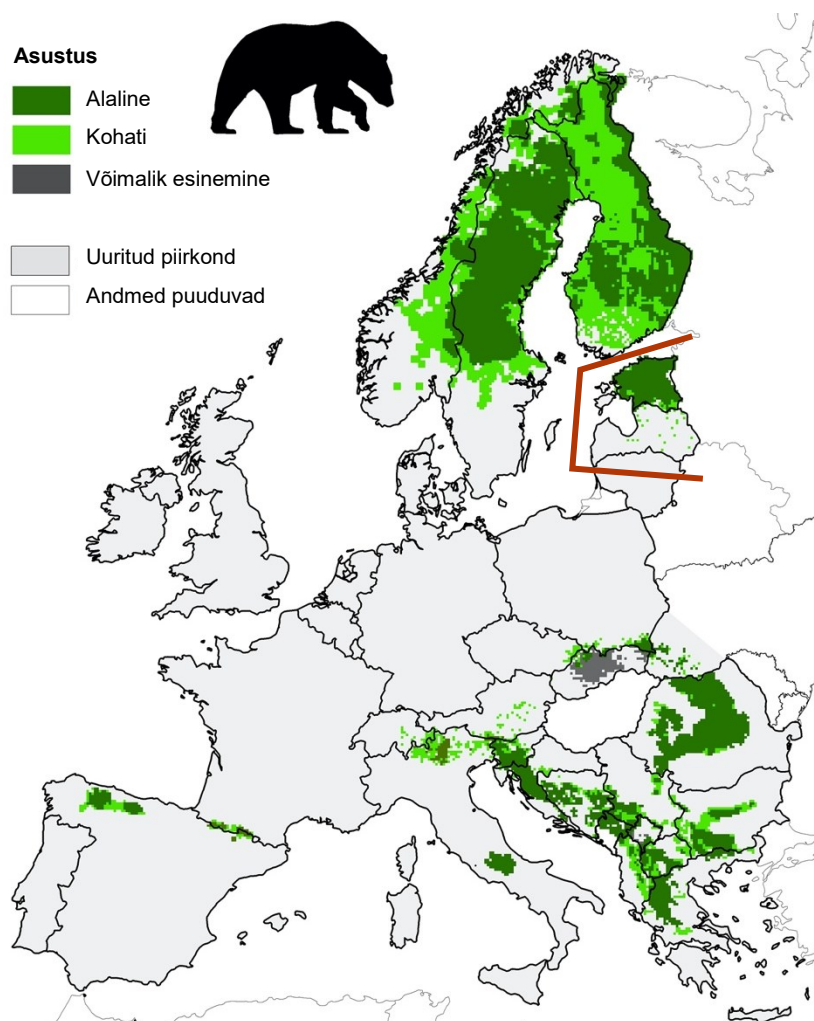 Asustus
Alaline
Kohati
Võimalik esinemine
Uuritud piirkond
Andmed puuduvad